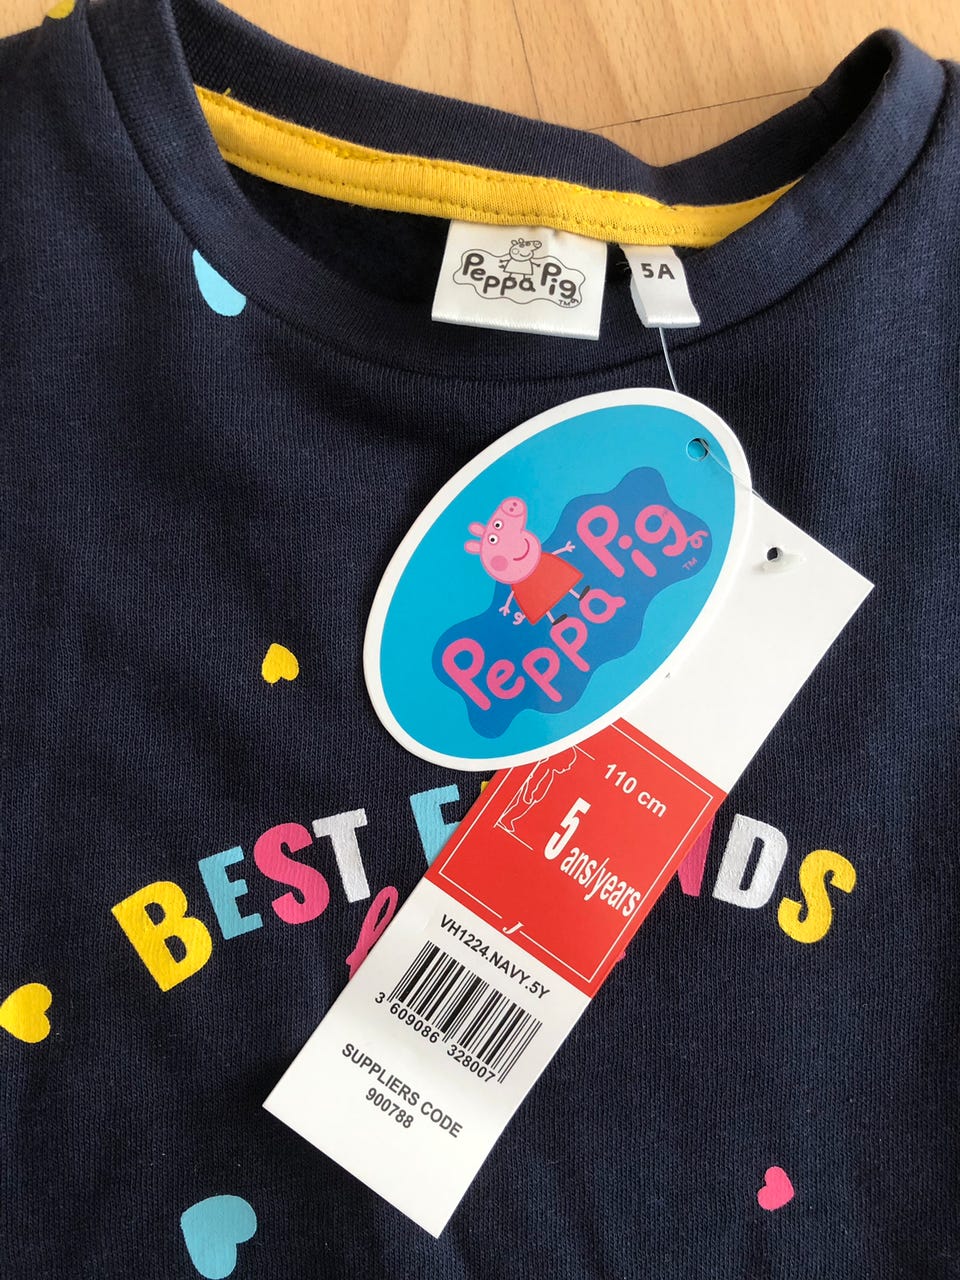 Peppa Pig TM
5A
Peppa Pig TM
110 cm
5 ans/years
J
VH1224.NAVY.5Y
3 609086 328007
SUPPLIERS CODE
900788
BEST